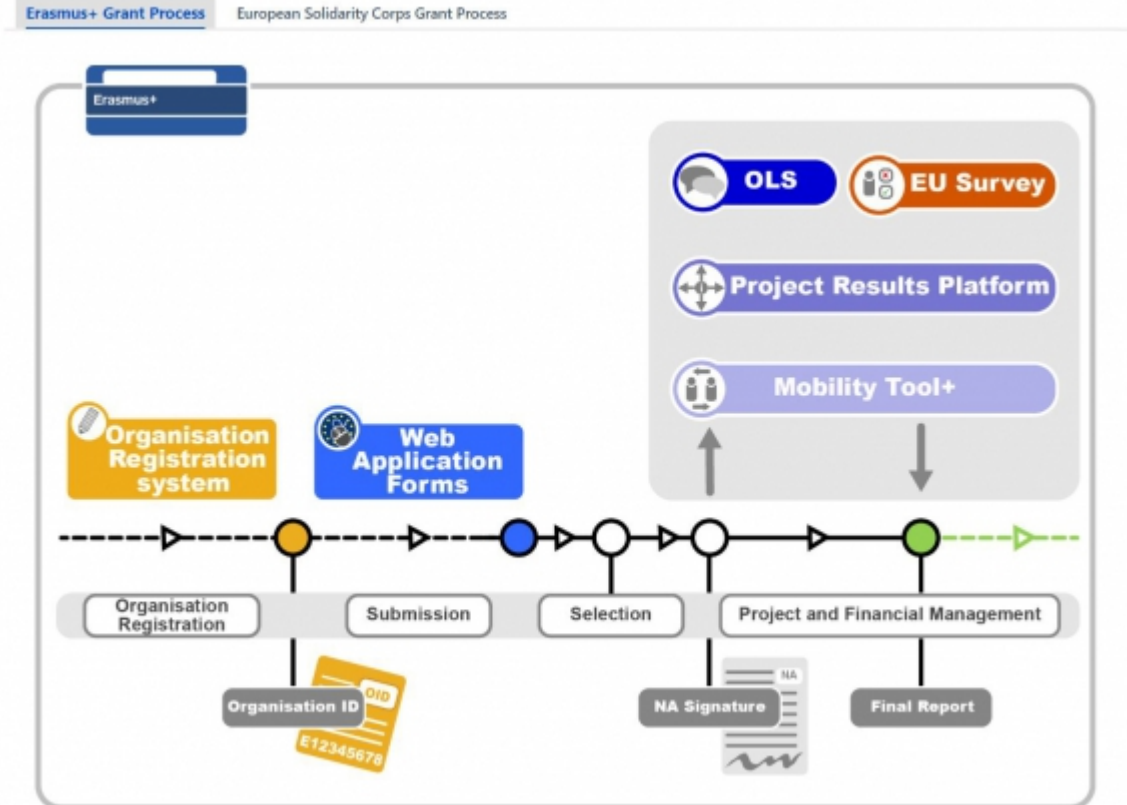 Erasmus+ Grant Process
European Solidarity Corps Grant Process
Erasmus+
OLS
EU Survey
Project Results Platform
Mobility Tool+
Organisation
Registration
system
Web
Application
Forms
Organisation
Registration
Submission
Selection
Project and Financial Management
OID
E12345678
Organisation ID
NA
NA Signature
Final Report